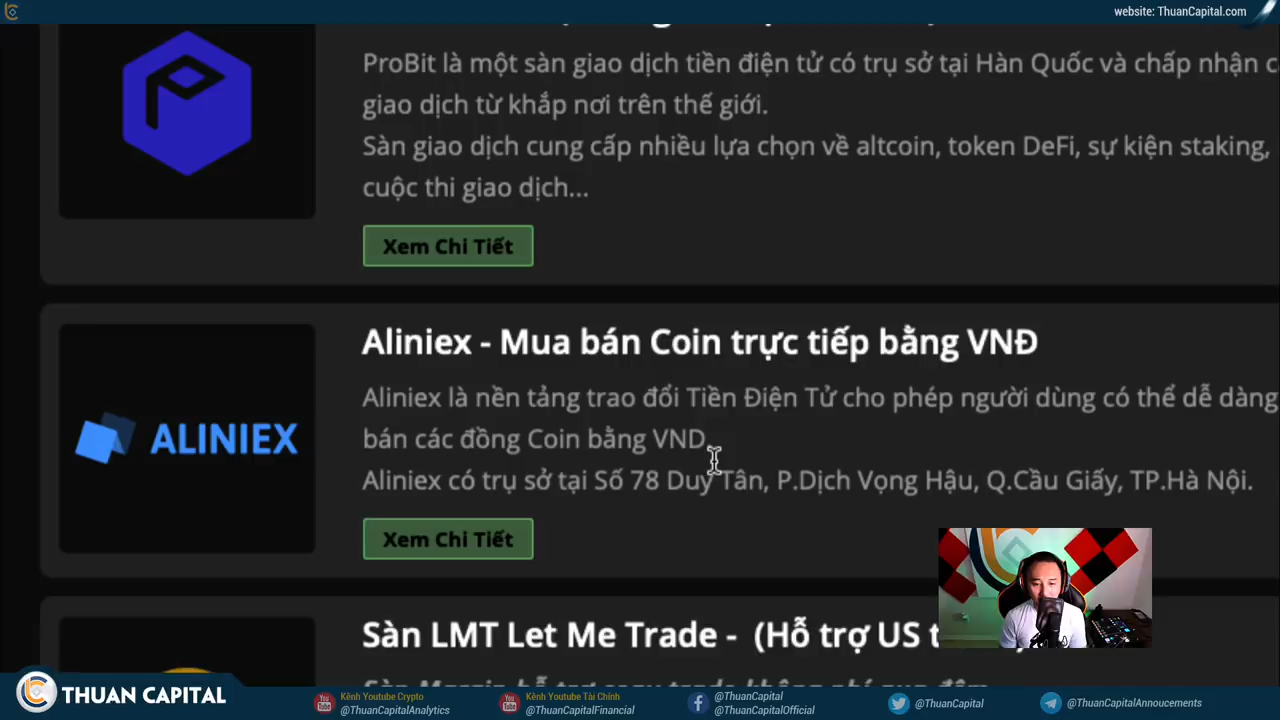 website: ThuanCapital.com
ProBit là một sàn giao dịch tiền điện tử có trụ sở tại Hàn Quốc và chấp nhận
giao dịch từ khắp nơi trên thế giới.
Sàn giao dịch cung cấp nhiều lựa chọn về altcoin, token DeFi, sự kiện staking,
cuộc thi giao dịch...
Xem Chi Tiết
Aliniex - Mua bán Coin trực tiếp bằng VNĐ
ALINIEX
Aliniex là nền tảng trao đổi Tiền Điện Tử cho phép người dùng có thể dễ dàng
bán các đồng Coin bằng VND.
Aliniex có trụ sở tại Số 78 Duy Tân, P.Dịch Vọng Hậu, Q.Cầu Giấy, TP.Hà Nội.
Xem Chi Tiết
Sàn LMT Let Me Trade - (Hỗ trợ US
THUAN CAPITAL
Kênh Youtube Crypto
@ThuanCapitalAnalytics
Kênh Youtube Tài Chính
@ThuanCapitalFinancial
@ThuanCapital
@ThuanCapitalOfficial
@ThuanCapital
@ThuanCapitalAnnoucements